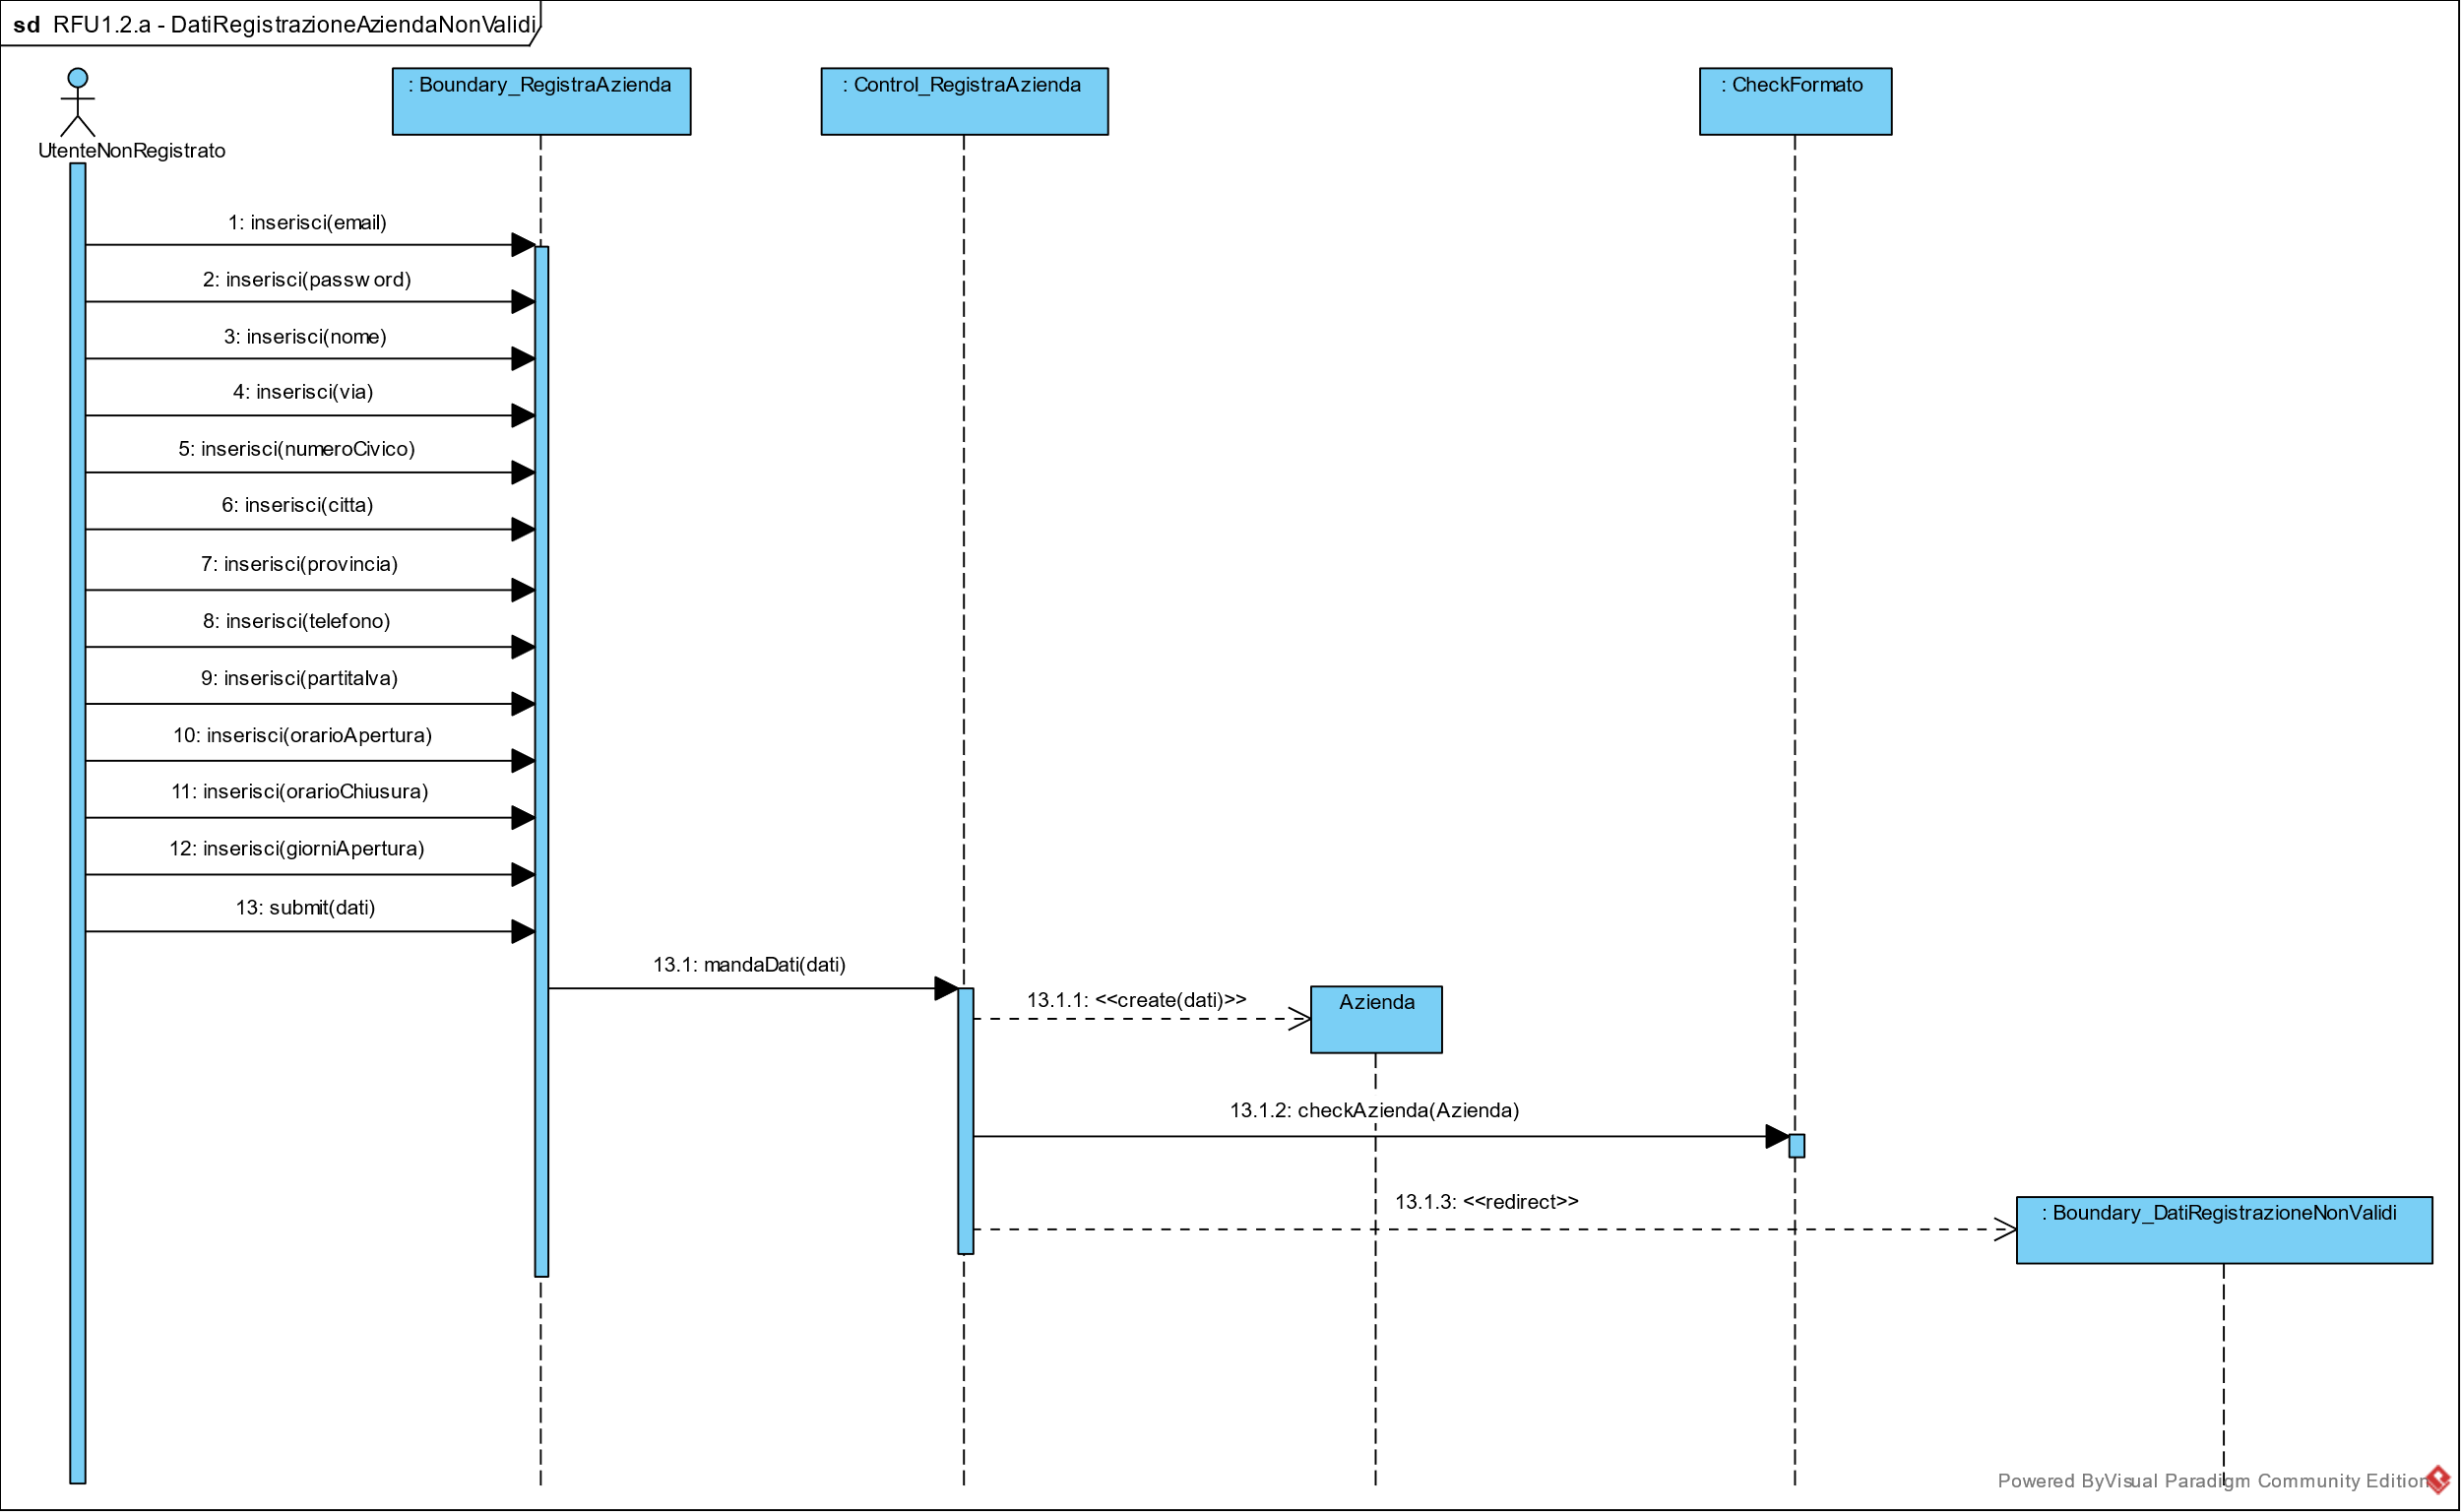 sd RFU1.2.a - DatiRegistrazioneAziendaNonValidi
: Boundary_RegistraAzienda
: Control_RegistraAzienda
: CheckFormato
UtenteNonRegistrato
1: inserisci(email)
2: inserisci(password)
3: inserisci(nome)
4: inserisci(via)
5: inserisci(numeroCivico)
6: inserisci(citta)
7: inserisci(provincia)
8: inserisci(telefono)
9: inserisci(partitaIva)
10: inserisci(orarioApertura)
11: inserisci(orarioChiusura)
12: inserisci(giorniApertura)
13: submit(dati)
13.1: mandaDati(dati)
13.1.1: <<create(dati)>>
Azienda
13.1.2: checkAzienda(Azienda)
13.1.3: <<redirect>>
: Boundary_DatiRegistrazioneNonValidi
Powered ByVisual Paradigm Community Edition